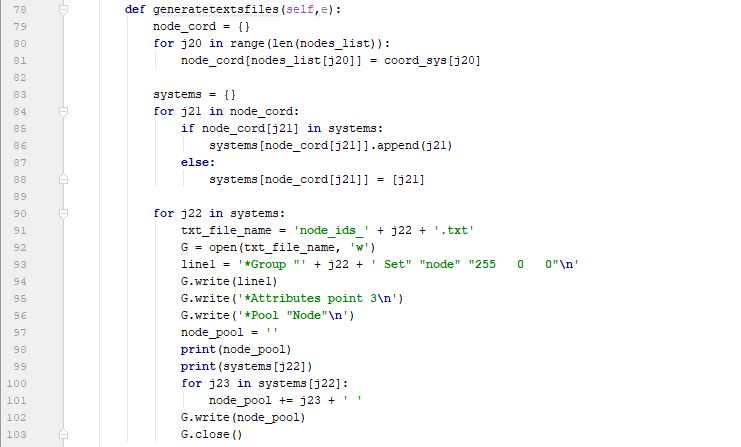 78 def generatetextsfiles(self,e):
79 node_cord = {}
80 for j20 in range(len(nodes_list)):
81 node_cord[nodes_list[j20]] = coord_sys[j20]
82
83 systems = {}
84 for j21 in node_cord:
85 if node_cord[j21] in systems:
86 systems[node_cord[j21]].append(j21)
87 else:
88 systems[node_cord[j21]] = [j21]
89
90 for j22 in systems:
91 txt_file_name = 'node_ids_' + j22 + '.txt'
92 G = open(txt_file_name, 'w')
93 line1 = '*Group "' + j22 + ' Set" "node" "255   0   0"\n'
94 G.write(line1)
95 G.write('*Attributes point 3\n')
96 G.write('*Pool "Node"\n')
97 node_pool = ''
98 print(node_pool)
99 print(systems[j22])
100 for j23 in systems[j22]:
101 node_pool += j23 + ' '
102 G.write(node_pool)
103 G.close()